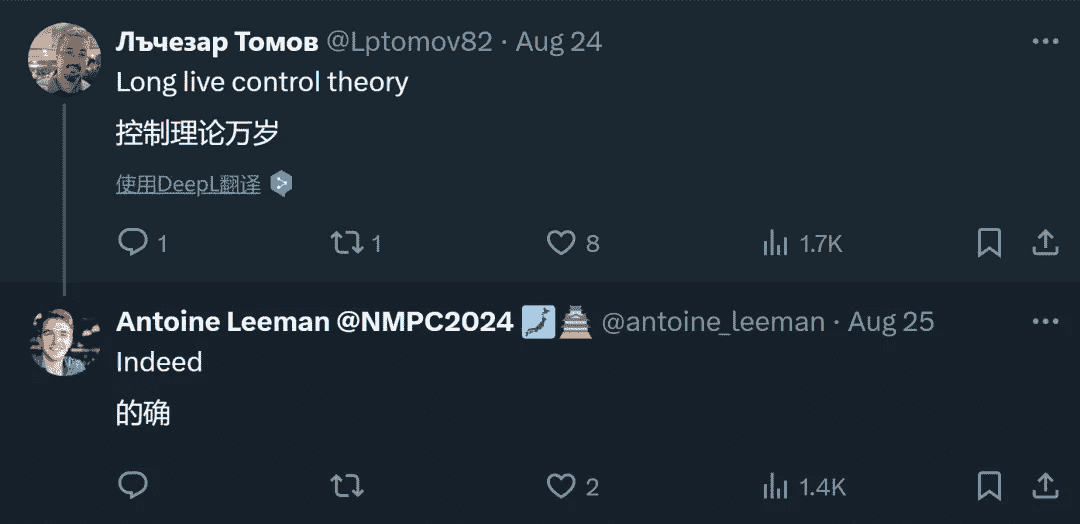 Лъчезар Томов @Lptomov82 · Aug 24
Long live control theory
控制理论万岁
使用DeepL翻译
1 1 8 1.7K
Antoine Leeman @NMPC2024 🗾🏯 @antoine_leeman · Aug 25
Indeed
的确
2 1.4K